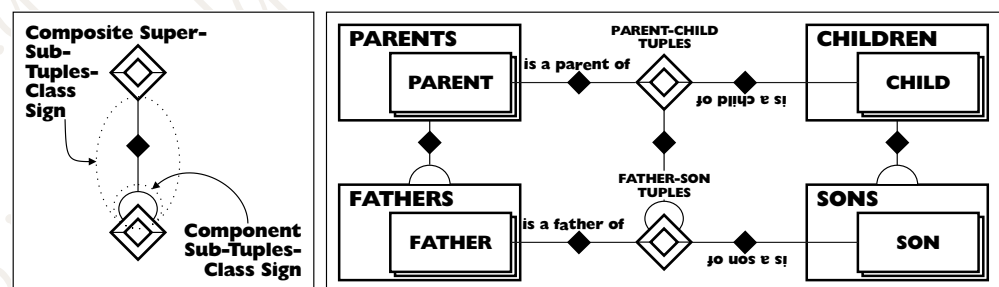 Composite Super-
Sub-
Tuples-
Class
Sign
Component
Sub-Tuples-
Class Sign
PARENTS
PARENT
is a parent of
PARENT-CHILD
TUPLES
is a child of
CHILDREN
CHILD
FATHERS
FATHER
is a father of
FATHER-SON
TUPLES
is a son of
SONS
SON